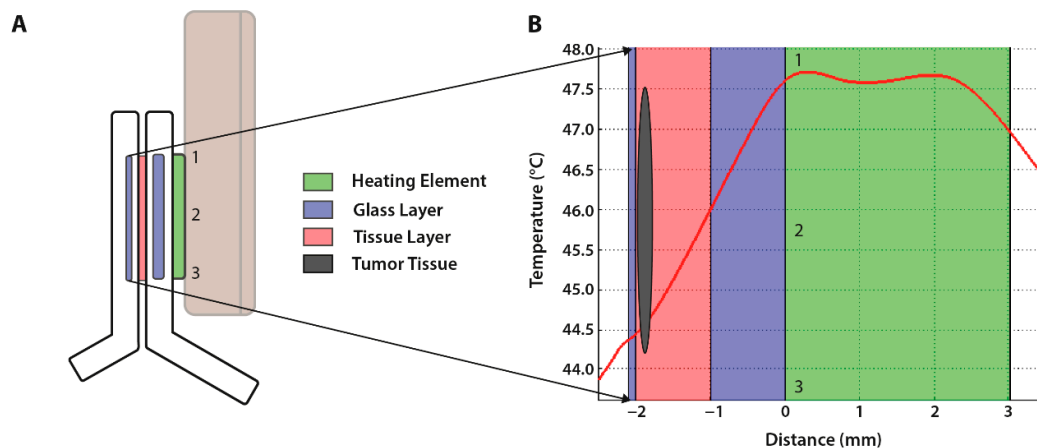 A
1
2
3
Heating Element
Glass Layer
Tissue Layer
Tumor Tissue
B
Temperature (°C)
48.0
47.5
47.0
46.5
46.0
45.5
45.0
44.5
44.0
1
2
3
−2 −1 0 1 2 3
Distance (mm)